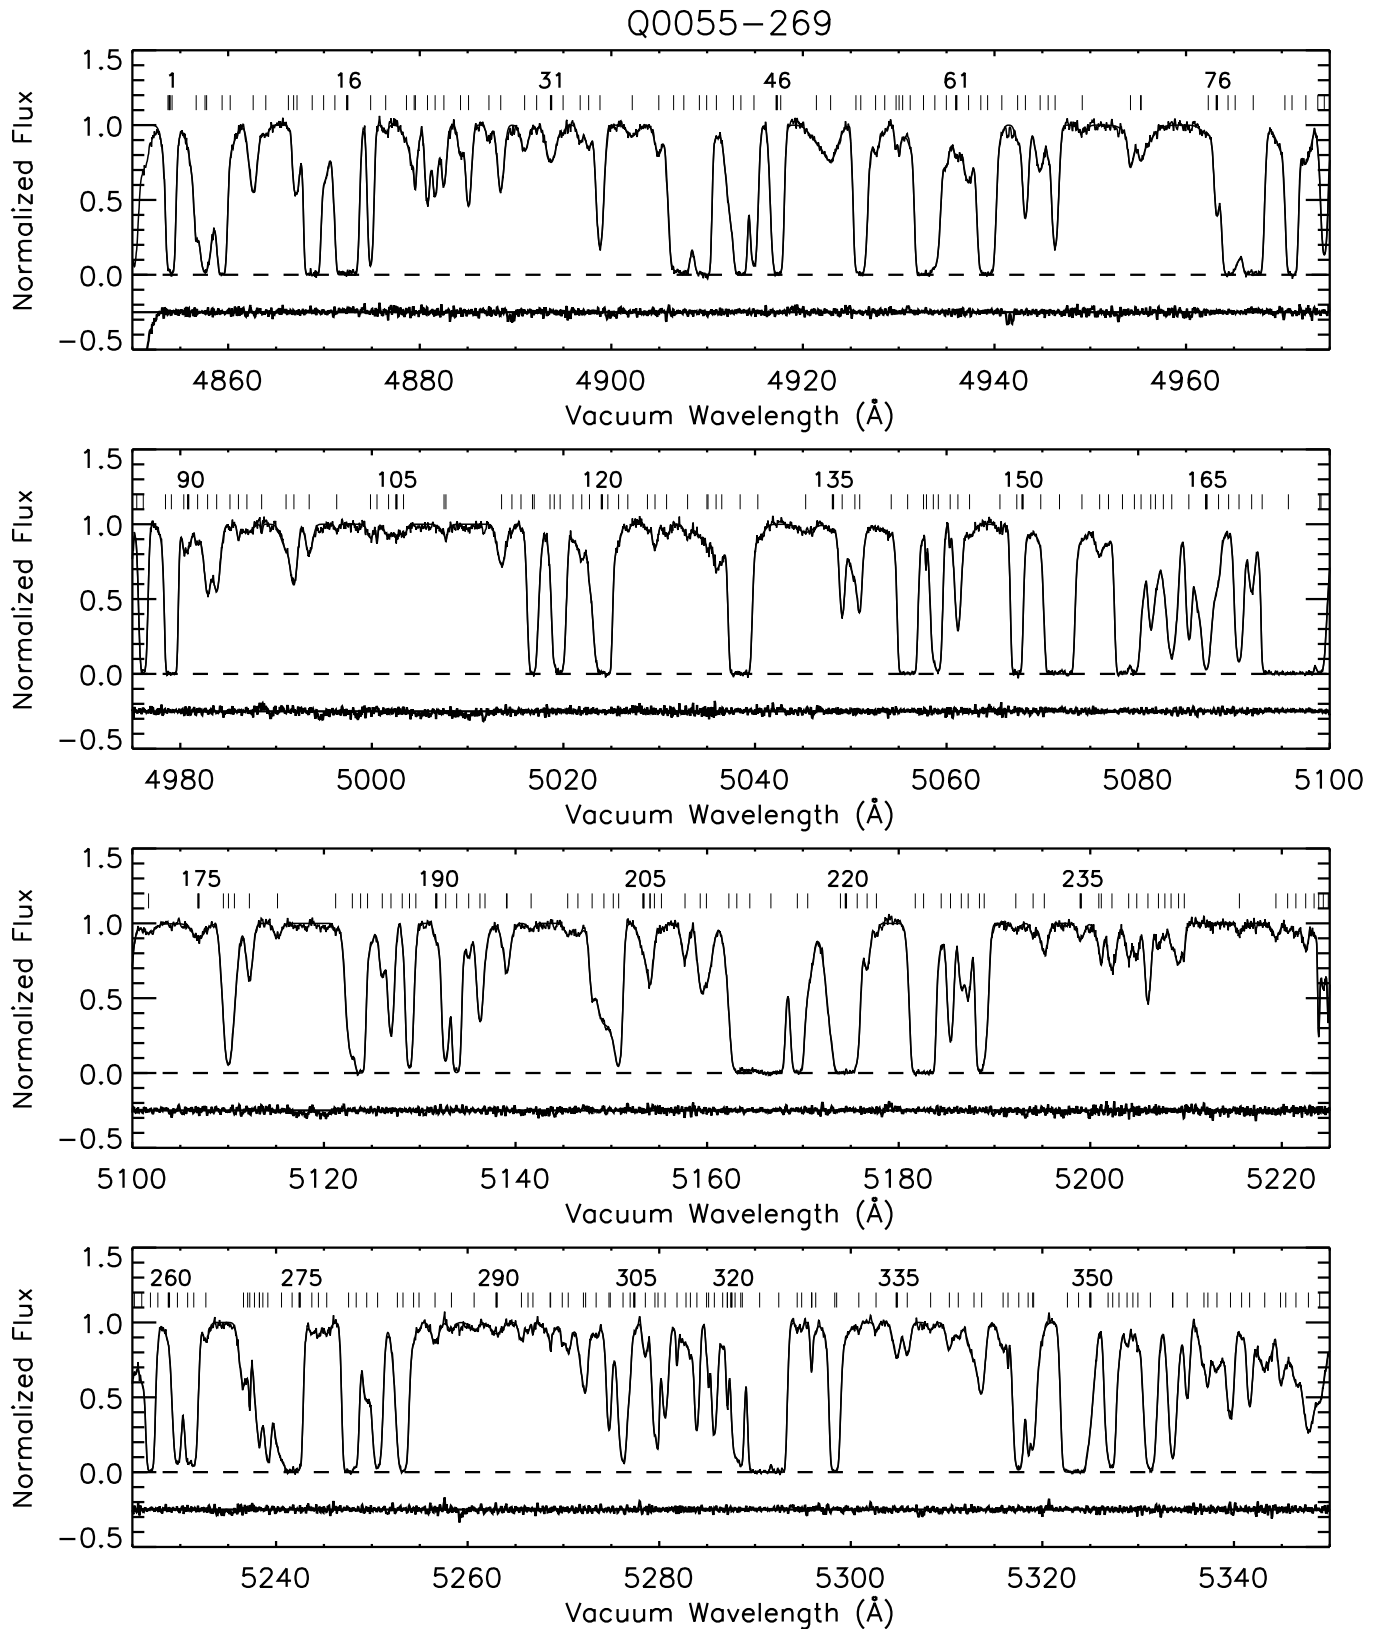 Q0055−269
1.5
1 16 31 46 61 76
1.0
0.5
0.0
−0.5
Normalized Flux
4860 4880 4900 4920 4940 4960
Vacuum Wavelength (Å)
1.5
90 105 120 135 150 165
1.0
0.5
0.0
−0.5
Normalized Flux
4980 5000 5020 5040 5060 5080 5100
Vacuum Wavelength (Å)
1.5
175 190 205 220 235
1.0
0.5
0.0
−0.5
Normalized Flux
5100 5120 5140 5160 5180 5200 5220
Vacuum Wavelength (Å)
1.5
260 275 290 305 320 335 350
1.0
0.5
0.0
−0.5
Normalized Flux
5240 5260 5280 5300 5320 5340
Vacuum Wavelength (Å)